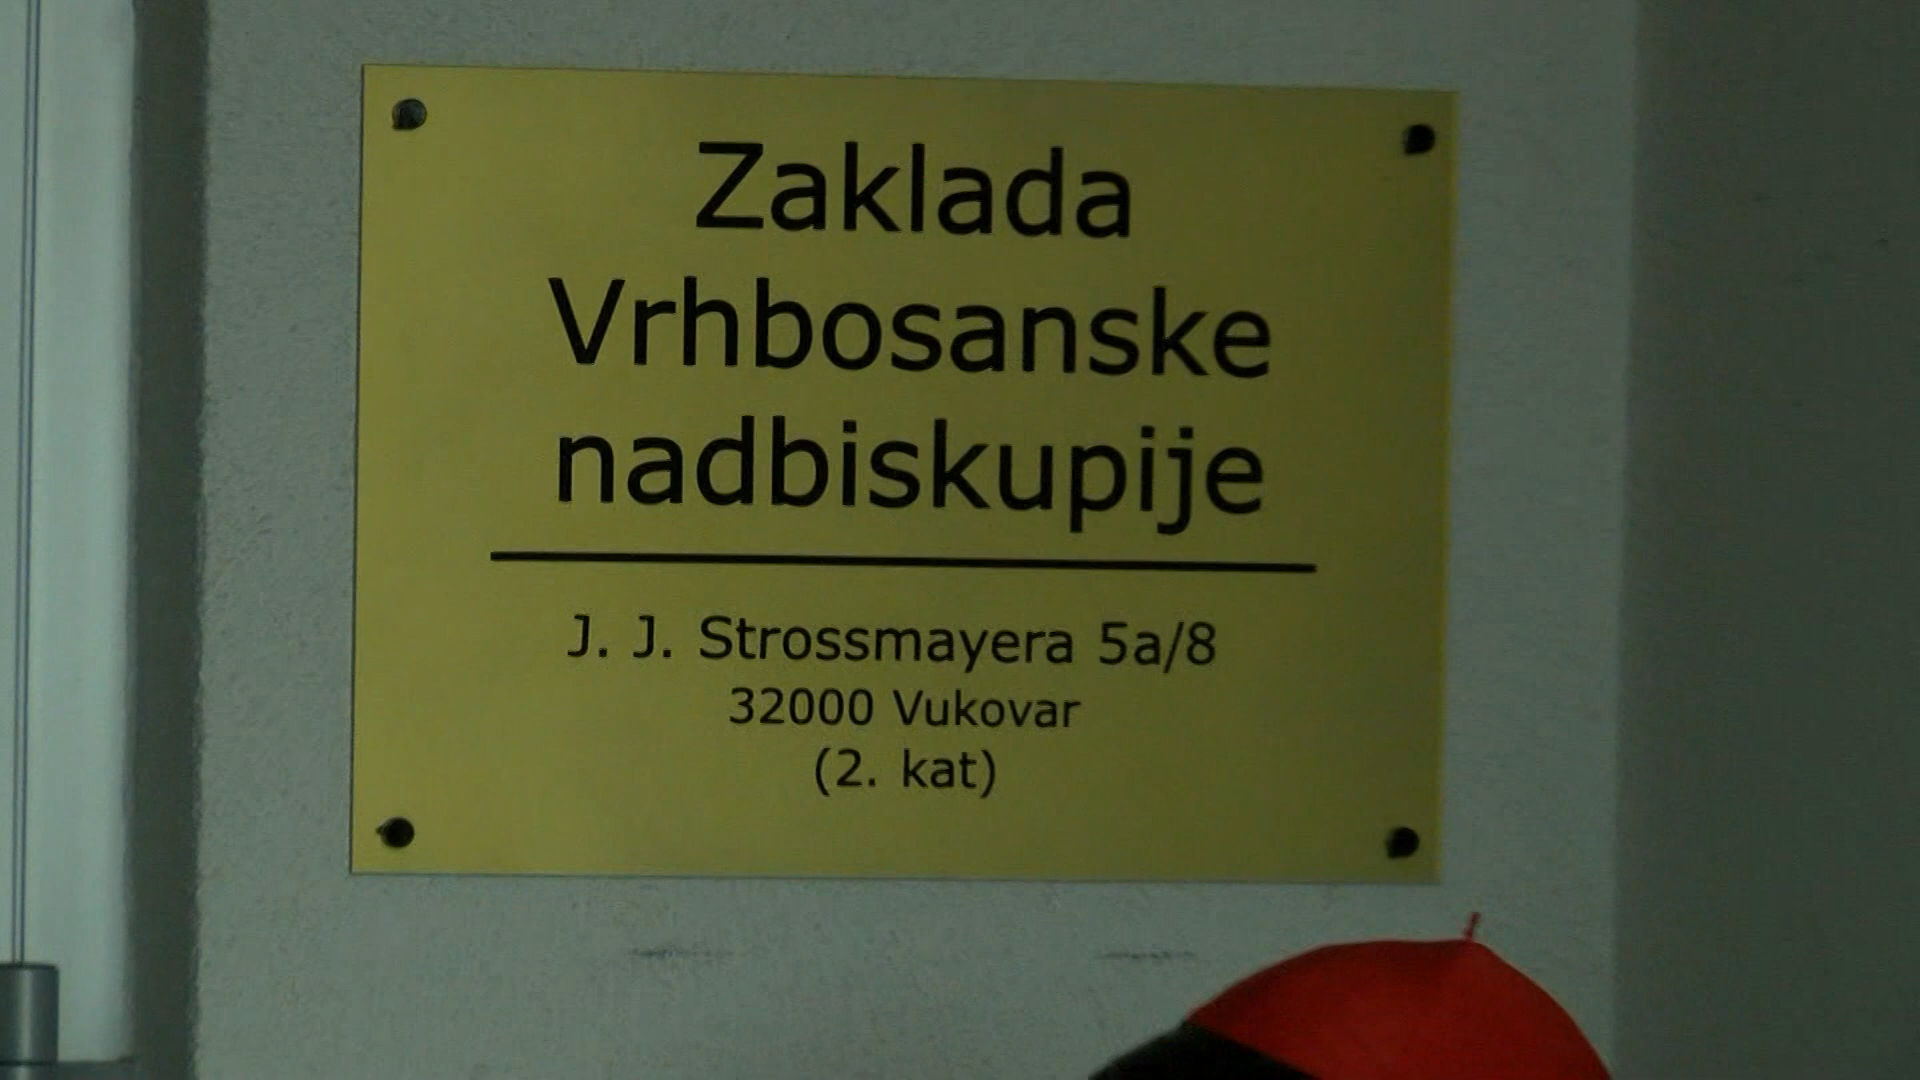 Zaklada
Vrhbosanske
nadbiskupije
J. J. Strossmayera 5a/8
32000 Vukovar
(2. kat)